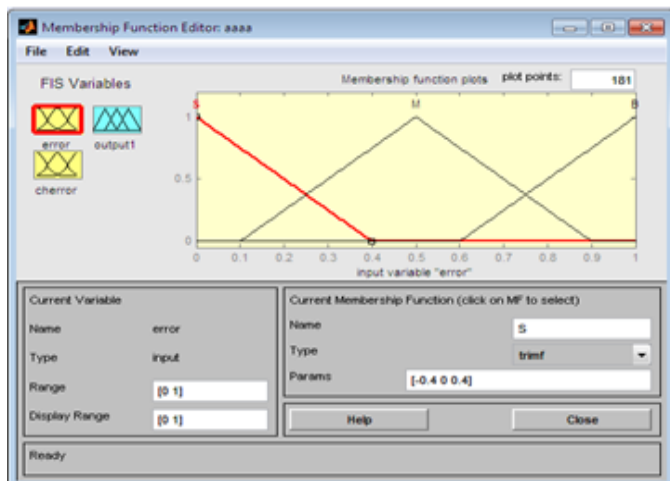 Membership Function Editor: aaaa
File Edit View
FIS Variables
Membership function plots plot points: 181
S M B
error output1
cherror
1
0.5
0
0 0.1 0.2 0.3 0.4 0.5 0.6 0.7 0.8 0.9 1
input variable "error"
Current Variable
Name error
Type input
Range [0 1]
Display Range [0 1]
Current Membership Function (click on MF to select)
Name S
Type trimf
Params [-0.4 0 0.4]
Help Close
Ready